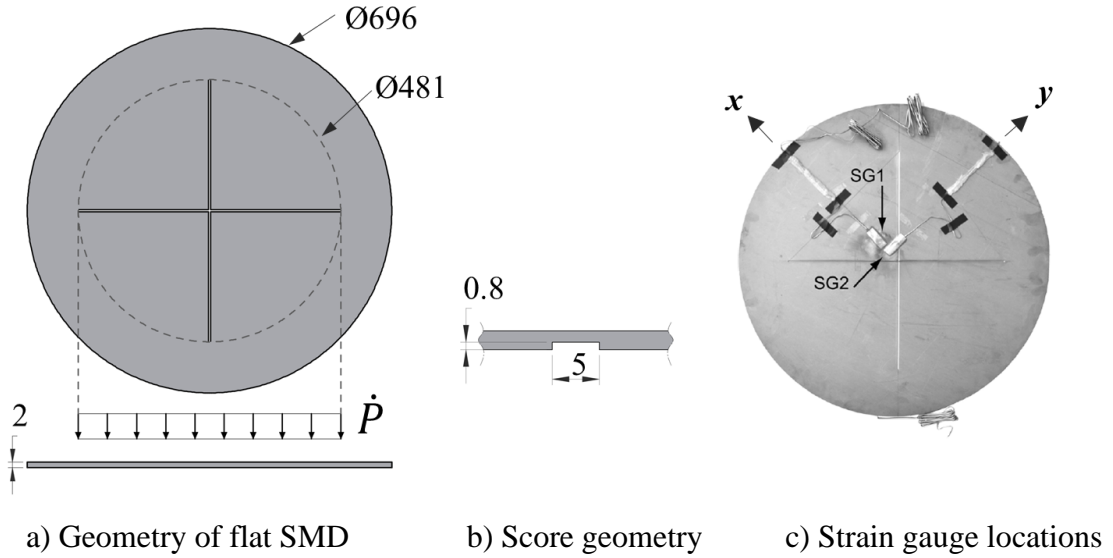 Ø696
Ø481
2
Ṗ
0.8
5
x
y
SG1
SG2
a) Geometry of flat SMD
b) Score geometry
c) Strain gauge locations